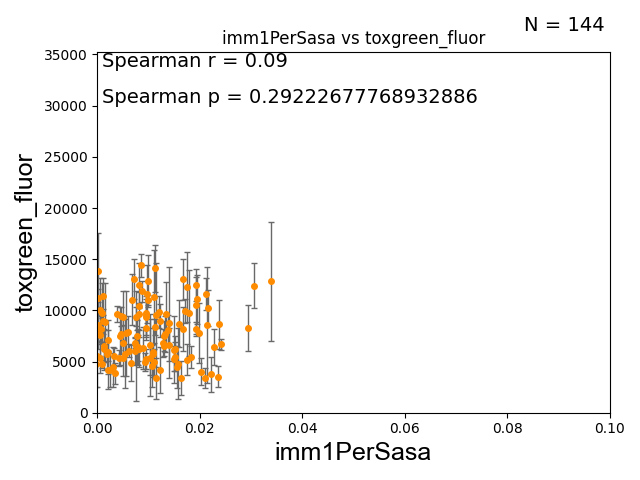 N = 144
imm1PerSasa vs toxgreen_fluor
Spearman r = 0.09
Spearman p = 0.29222677768932886
35000
30000
25000
20000
15000
10000
5000
0
toxgreen_fluor
0.00 0.02 0.04 0.06 0.08 0.10
imm1PerSasa